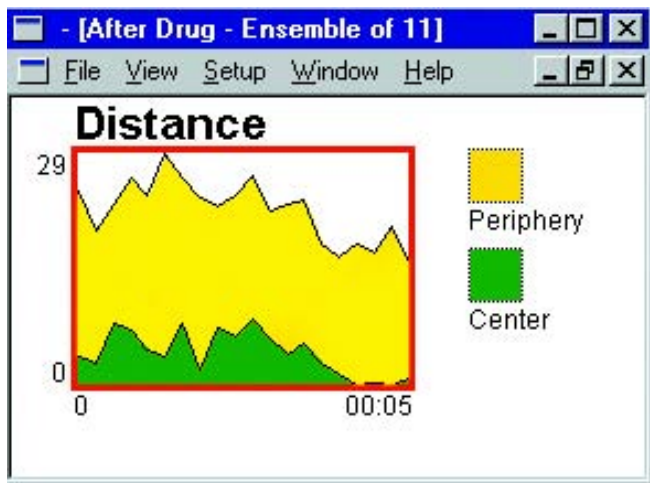 - [After Drug - Ensemble of 11]
File View Setup Window Help
Distance
29
Periphery
Center
0
0 00:05